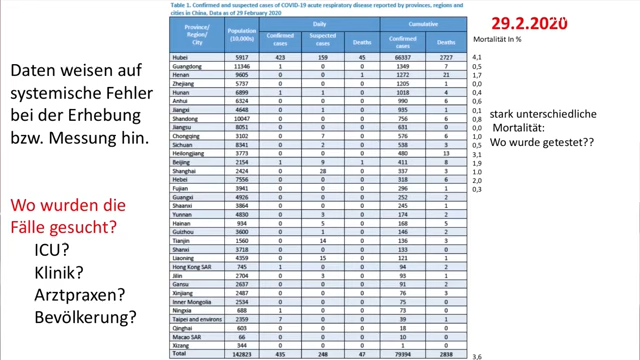 Table 1. Confirmed and suspected cases of COVID-19 acute respiratory disease reported by provinces, regions and
cities in China, Data as of 29 February 2020
29.2.2020
Mortalität In %
Daten weisen auf
systemische Fehler
bei der Erhebung
bzw. Messung hin.
Wo wurden die
Fälle gesucht?
ICU?
Klinik?
Arztpraxen?
Bevölkerung?
Province/ Region/ City Population (10,000s) Daily Cumulative
Confirmed cases Suspected cases Deaths Confirmed cases Deaths
Hubei 5917 423 159 45 66337 2727 4,1
Guangdong 11346 1 0 0 1349 7 0,5
Henan 9605 0 0 1 1272 21 1,7
Zhejiang 5737 0 0 0 1205 1 0,0
Hunan 6899 1 1 0 1018 4 0,4
Anhui 6324 0 0 0 990 6 0,6
Jiangxi 4648 0 1 0 935 1 0,1
Shandong 10047 0 0 0 756 6 0,8
Jiangsu 8051 0 0 0 631 0 0,0
Chongqing 3102 0 7 0 576 6 1,0
Sichuan 8341 0 2 0 538 3 0,5
Heilongjiang 3773 0 0 0 480 13 3,1
Beijing 2154 1 9 1 411 8 1,9
Shanghai 2424 0 28 0 337 3 1.0
Hebei 7556 0 0 0 318 6 2,0
Fujian 3941 0 0 0 296 1 0,3
Guangxi 4926 0 0 0 252 2
Shaanxi 3864 0 0 0 245 1
Yunnan 4830 0 3 0 174 2
Hainan 934 0 5 0 168 5
Guizhou 3600 0 1 0 146 2
Tianjin 1560 0 14 0 136 3
Shanxi 3718 0 0 0 133 0
Liaoning 4359 0 15 0 121 1
Hong Kong SAR 745 1 0 0 94 2
Jilin 2704 0 3 0 93 1
Gansu 2637 0 0 0 91 2
Xinjiang 2487 0 0 0 76 3
Inner Mongolia 2534 0 0 0 75 0
Ningxia 688 1 0 0 73 0
Taipei and environs 2359 7 0 0 39 1
Qinghai 603 0 0 0 18 0
Macao SAR 66 0 0 0 10 0
Xizang 344 0 0 0 1 0
Total 142823 435 248 47 79394 2838 3,6
stark unterschiedliche
Mortalität:
Wo wurde getestet??